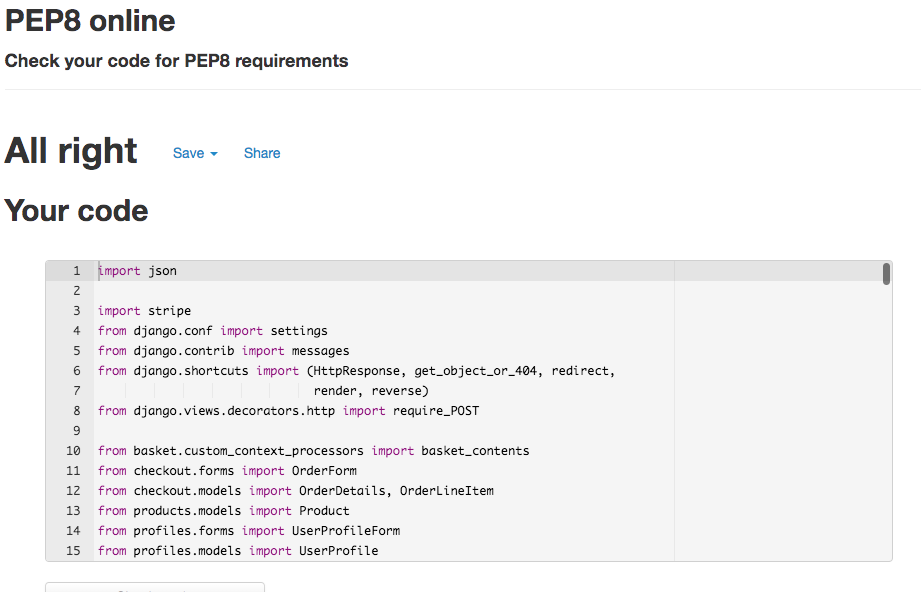 PEP8 online
Check your code for PEP8 requirements
All right Save Share
Your code
1 import json
2
3 import stripe
4 from django.conf import settings
5 from django.contrib import messages
6 from django.shortcuts import (HttpResponse, get_object_or_404, redirect,
7 render, reverse)
8 from django.views.decorators.http import require_POST
9
10 from basket.custom_context_processors import basket_contents
11 from checkout.forms import OrderForm
12 from checkout.models import OrderDetails, OrderLineItem
13 from products.models import Product
14 from profiles.forms import UserProfileForm
15 from profiles.models import UserProfile